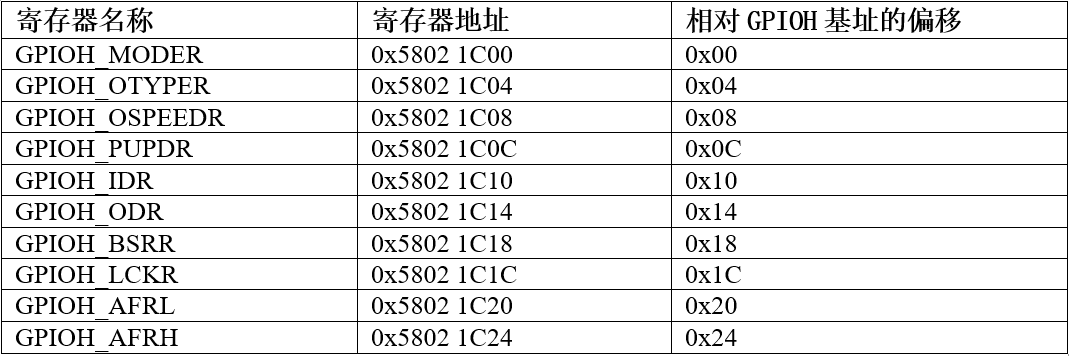 寄存器名称 寄存器地址 相对 GPIOH 基址的偏移
GPIOH_MODER 0x5802 1C00 0x00
GPIOH_OTYPER 0x5802 1C04 0x04
GPIOH_OSPEEDR 0x5802 1C08 0x08
GPIOH_PUPDR 0x5802 1C0C 0x0C
GPIOH_IDR 0x5802 1C10 0x10
GPIOH_ODR 0x5802 1C14 0x14
GPIOH_BSRR 0x5802 1C18 0x18
GPIOH_LCKR 0x5802 1C1C 0x1C
GPIOH_AFRL 0x5802 1C20 0x20
GPIOH_AFRH 0x5802 1C24 0x24